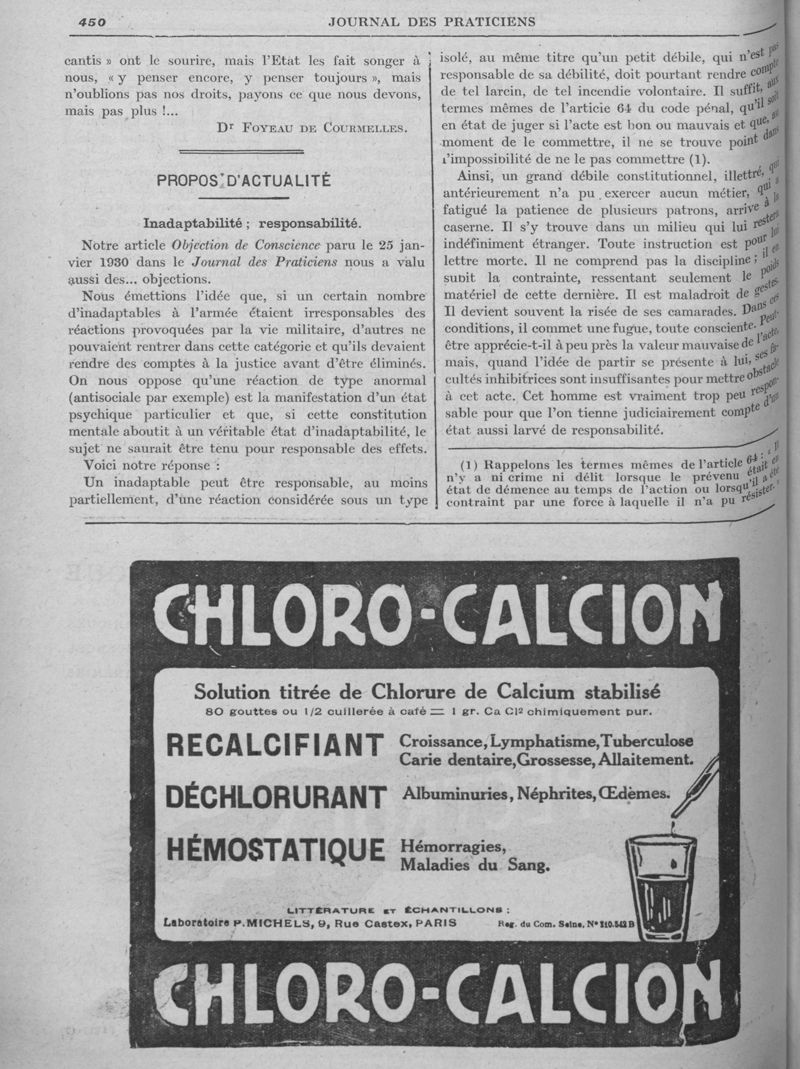 450
JOURNAL DES PRATICIENS
cantis » ont le sourire, mais l'Etat les fait songer à
nous, « y penser encore, y penser toujours », mais
n'oublions pas nos droits, payons ce que nous devons,
mais pas plus !...
Dr FOYEAU DE COURMELLES.
PROPOS D'ACTUALITÉ
Inadaptabilité ; responsabilité.
Notre article Objection de Conscience paru le 25 jan-
vier 1930 dans le Journal des Praticiens nous a valu
aussi des... objections.
Nous émettions l'idée que, si un certain nombre
d'inadaptables à l'armée étaient irresponsables des
réactions provoquées par la vie militaire, d'autres ne
pouvaient rentrer dans cette catégorie et qu'ils devaient
rendre des comptes à la justice avant d'être éliminés.
On nous oppose qu'une réaction de type anormal
(antisociale par exemple) est la manifestation d'un état
psychique particulier et que, si cette constitution
mentale aboutit à un véritable état d'inadaptabilité, le
sujet ne saurait être tenu pour responsable des effets.
Voici notre réponse :
Un inadaptable peut être responsable, au moins
partiellement, d'une réaction considérée sous un type
isolé, au même titre qu'un petit débile, qui n'est pas
responsable de sa débilité, doit pourtant rendre compte
de tel larcin, de tel incendie volontaire. Il suffit, aux
termes mêmes de l'article 64 du code pénal, qu'il soit
en état de juger si l'acte est bon ou mauvais et que, au
moment de le commettre, il ne se trouve point dans
l'impossibilité de ne le pas commettre (1).
Ainsi, un grand débile constitutionnel, illettré, qui
antérieurement n'a pu exercer aucun métier, qui a
fatigué la patience de plusieurs patrons, arrive à la
caserne. Il s'y trouve dans un milieu qui lui restera
indéfiniment étranger. Toute instruction est pour lui
lettre morte. Il ne comprend pas la discipline ; il en
subit la contrainte, ressentant seulement le poids
matériel de cette dernière. Il est maladroit de gestes.
Il devient souvent la risée de ses camarades. Dans ces
conditions, il commet une fugue, toute consciente. Peut-
être apprécie-t-il à peu près la valeur mauvaise de l'acte,
mais, quand l'idée de partir se présente à lui, ses fa-
cultés inhibitrices sont insuffisantes pour mettre obstacle
à cet acte. Cet homme est vraiment trop peu respon-
sable pour que l'on tienne judiciairement compte d'un
état aussi larvé de responsabilité.
(1) Rappelons les termes mêmes de l'article 64 : « Il
n'y a ni crime ni délit lorsque le prévenu était en
état de démence au temps de l'action ou lorsqu'il a été
contraint par une force à laquelle il n'a pu résister. »
CHLORO-CALCION
Solution titrée de Chlorure de Calcium stabilisé
80 gouttes ou 1/2 cuillerée à café = 1 gr. Ca Cl² chimiquement pur.
RECALCIFIANT
Croissance, Lymphatisme, Tuberculose
Carie dentaire, Grossesse, Allaitement.
DÉCHLORURANT
Albuminuries, Néphrites, Œdèmes.
HÉMOSTATIQUE
Hémorragies,
Maladies du Sang.
LITTÉRATURE ET ÉCHANTILLONS :
Laboratoire P. MICHELS, 9, Rue Castex, PARIS
Reg. du Com. Seine, N° 210.542 B
CHLORO-CALCION